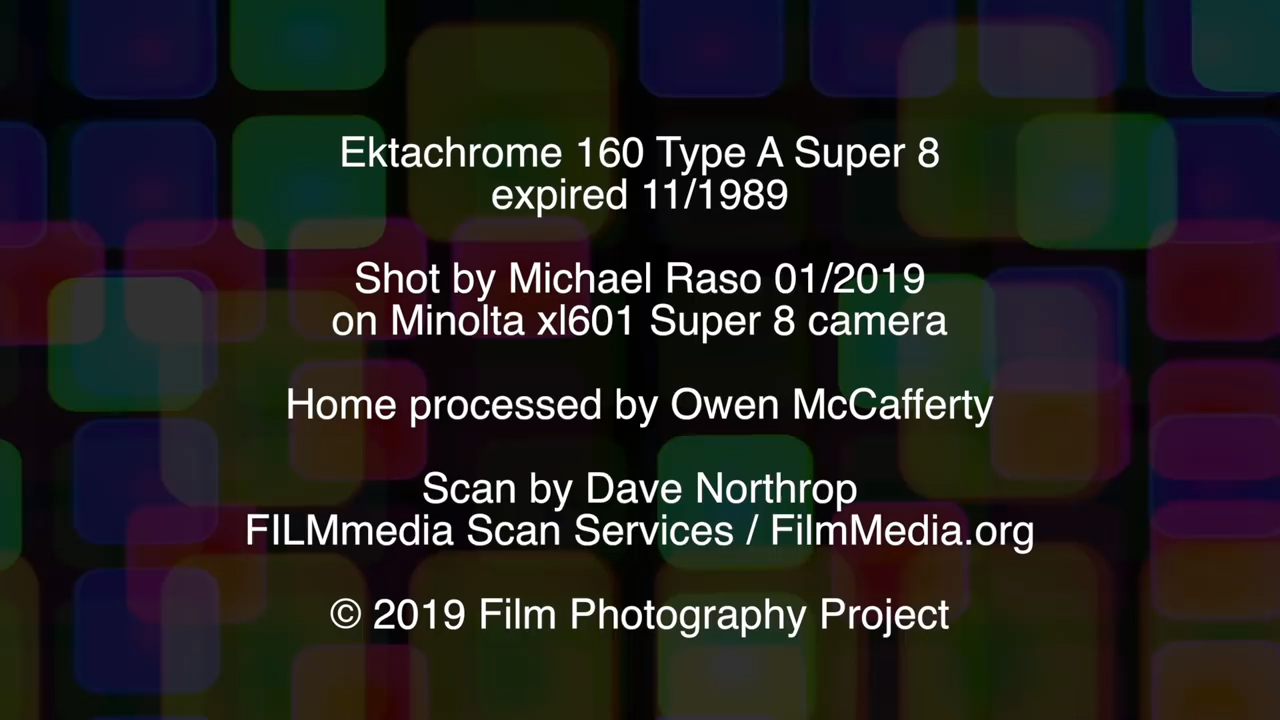 Ektachrome 160 Type A Super 8
expired 11/1989
Shot by Michael Raso 01/2019
on Minolta xl601 Super 8 camera
Home processed by Owen McCafferty
Scan by Dave Northrop
FILMmedia Scan Services / FilmMedia.org
© 2019 Film Photography Project